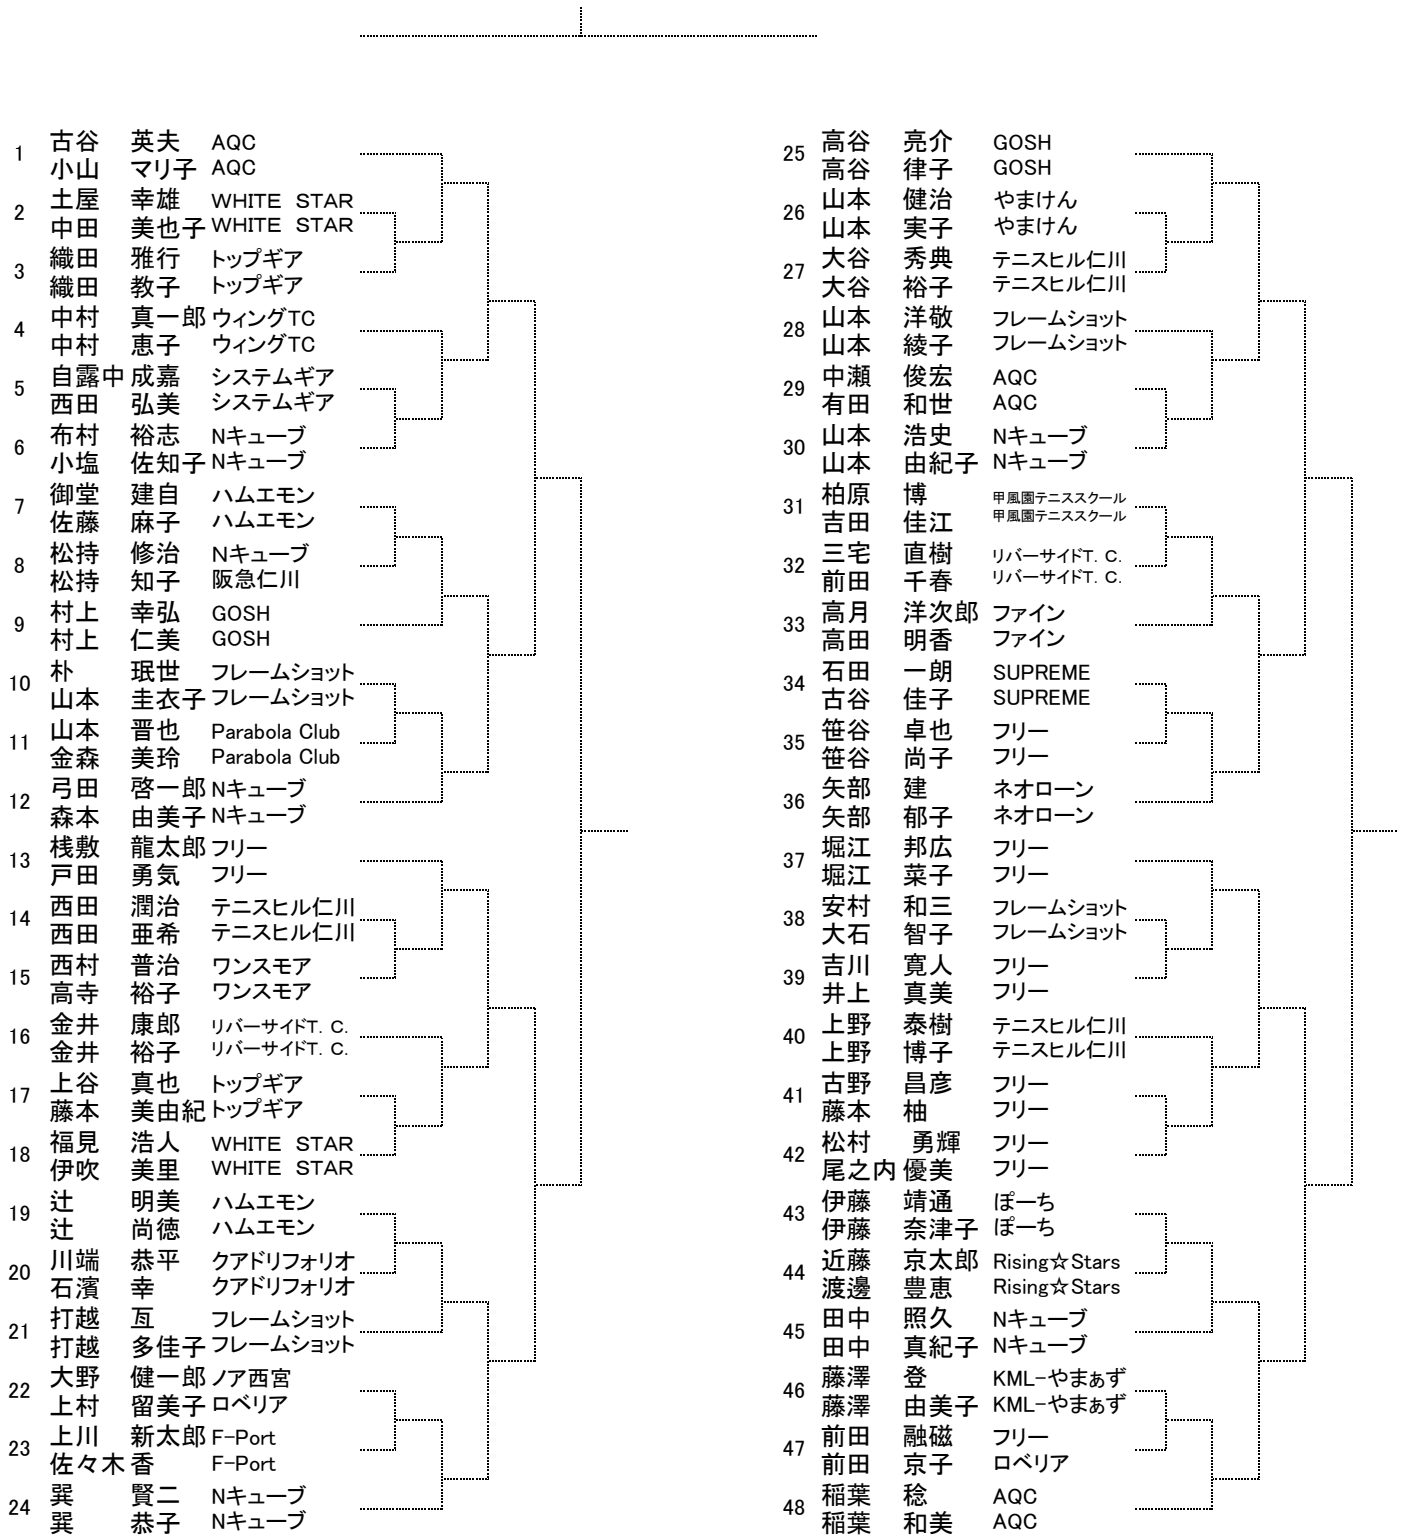 1 古谷 英夫 AQC
小山 マリ子 AQC
2 土屋 幸雄 WHITE STAR
中田 美也子 WHITE STAR
3 織田 雅行 トップギア
織田 教子 トップギア
4 中村 真一郎 ウィングTC
中村 恵子 ウィングTC
5 自露中 成嘉 システムギア
西田 弘美 システムギア
6 布村 裕志 Nキューブ
小塩 佐知子 Nキューブ
7 御堂 建自 ハムエモン
佐藤 麻子 ハムエモン
8 松持 修治 Nキューブ
松持 知子 阪急仁川
9 村上 幸弘 GOSH
村上 仁美 GOSH
10 朴 珉世 フレームショット
山本 圭衣子 フレームショット
11 山本 晋也 Parabola Club
金森 美玲 Parabola Club
12 弓田 啓一郎 Nキューブ
森本 由美子 Nキューブ
13 桟敷 龍太郎 フリー
戸田 勇気 フリー
14 西田 潤治 テニスヒル仁川
西田 亜希 テニスヒル仁川
15 西村 普治 ワンスモア
高寺 裕子 ワンスモア
16 金井 康郎 リバーサイドT. C.
金井 裕子 リバーサイドT. C.
17 上谷 真也 トップギア
藤本 美由紀 トップギア
18 福見 浩人 WHITE STAR
伊吹 美里 WHITE STAR
19 辻 明美 ハムエモン
辻 尚徳 ハムエモン
20 川端 恭平 クアドリフォリオ
石濱 幸 クアドリフォリオ
21 打越 亙 フレームショット
打越 多佳子 フレームショット
22 大野 健一郎 ノア西宮
上村 留美子 ロベリア
23 上川 新太郎 F-Port
佐々木 香 F-Port
24 巽 賢二 Nキューブ
巽 恭子 Nキューブ
25 高谷 亮介 GOSH
高谷 律子 GOSH
26 山本 健治 やまけん
山本 実子 やまけん
27 大谷 秀典 テニスヒル仁川
大谷 裕子 テニスヒル仁川
28 山本 洋敬 フレームショット
山本 綾子 フレームショット
29 中瀬 俊宏 AQC
有田 和世 AQC
30 山本 浩史 Nキューブ
山本 由紀子 Nキューブ
31 柏原 博 甲風園テニススクール
吉田 佳江 甲風園テニススクール
32 三宅 直樹 リバーサイドT. C.
前田 千春 リバーサイドT. C.
33 高月 洋次郎 ファイン
高田 明香 ファイン
34 石田 一朗 SUPREME
古谷 佳子 SUPREME
35 笹谷 卓也 フリー
笹谷 尚子 フリー
36 矢部 建 ネオローン
矢部 郁子 ネオローン
37 堀江 邦広 フリー
堀江 菜子 フリー
38 安村 和三 フレームショット
大石 智子 フレームショット
39 吉川 寛人 フリー
井上 真美 フリー
40 上野 泰樹 テニスヒル仁川
上野 博子 テニスヒル仁川
41 古野 昌彦 フリー
藤本 柚 フリー
42 松村 勇輝 フリー
尾之内 優美 フリー
43 伊藤 靖通 ぽーち
伊藤 奈津子 ぽーち
44 近藤 京太郎 Rising☆Stars
渡邊 豊恵 Rising☆Stars
45 田中 照久 Nキューブ
田中 真紀子 Nキューブ
46 藤澤 登 KML-やまぁず
藤澤 由美子 KML-やまぁず
47 前田 融磁 フリー
前田 京子 ロベリア
48 稲葉 稔 AQC
稲葉 和美 AQC